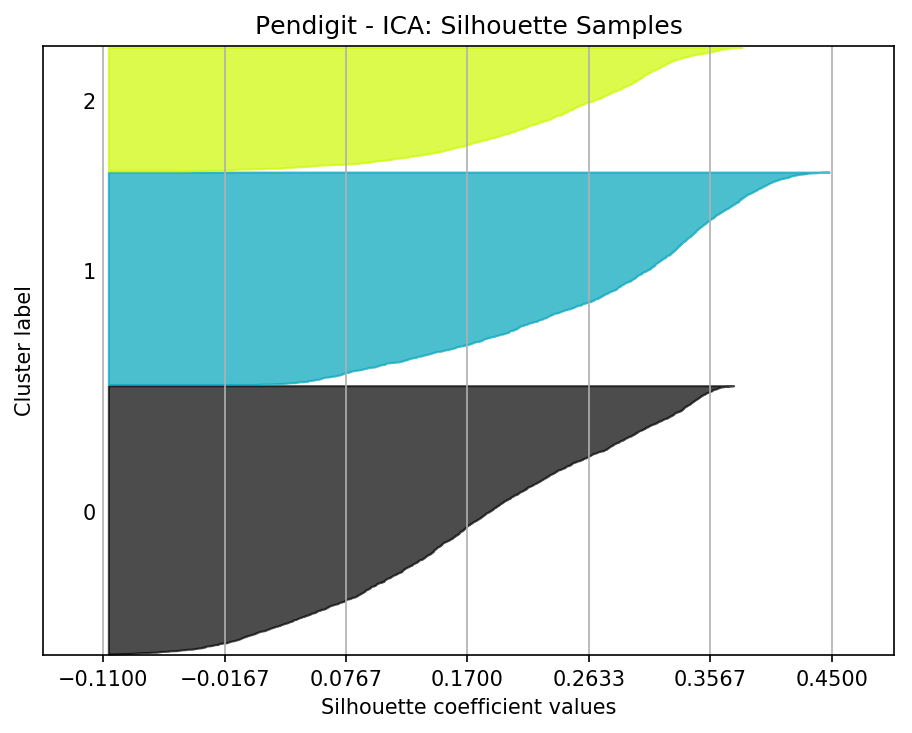 Pendigit - ICA: Silhouette Samples
2
1
0
Cluster label
−0.1100 −0.0167 0.0767 0.1700 0.2633 0.3567 0.4500
Silhouette coefficient values